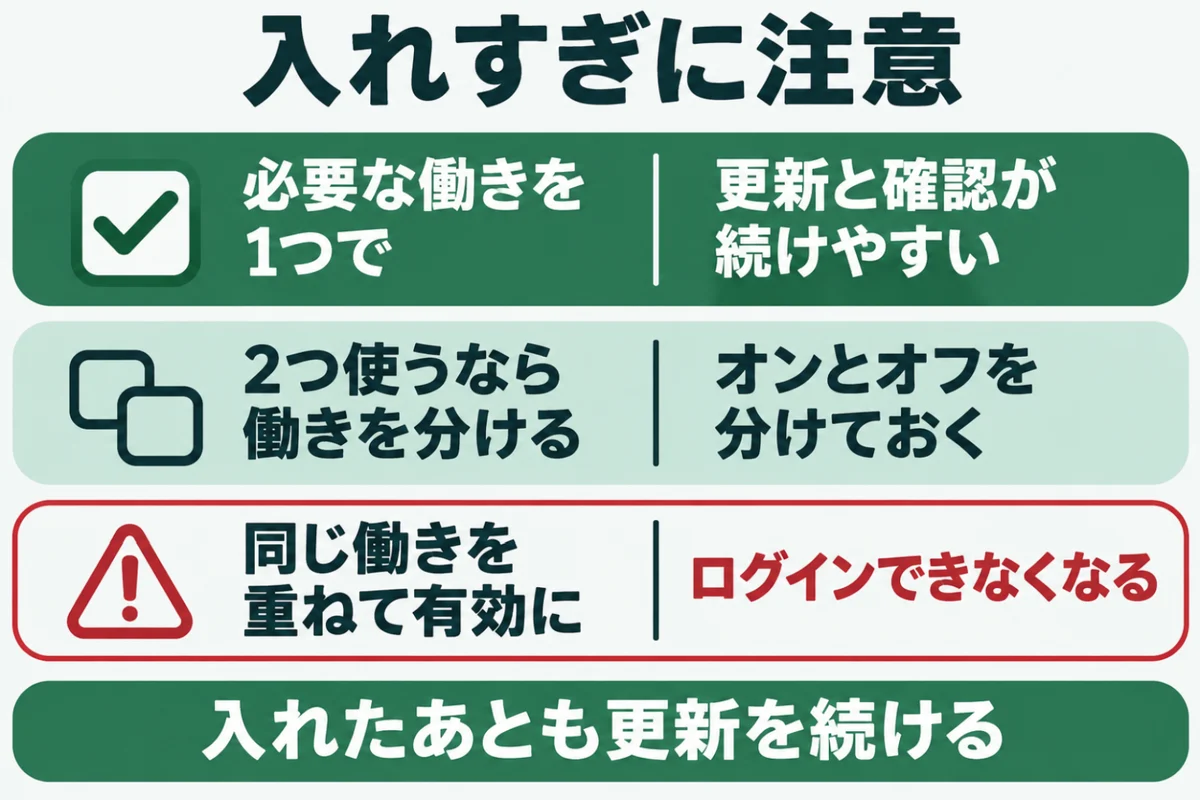 入れすぎに注意
必要な働きを
1つで
更新と確認が
続けやすい
2つ使うなら
働きを分ける
オンとオフを
分けておく
同じ働きを
重ねて有効に
ログインできなくなる
入れたあとも更新を続ける